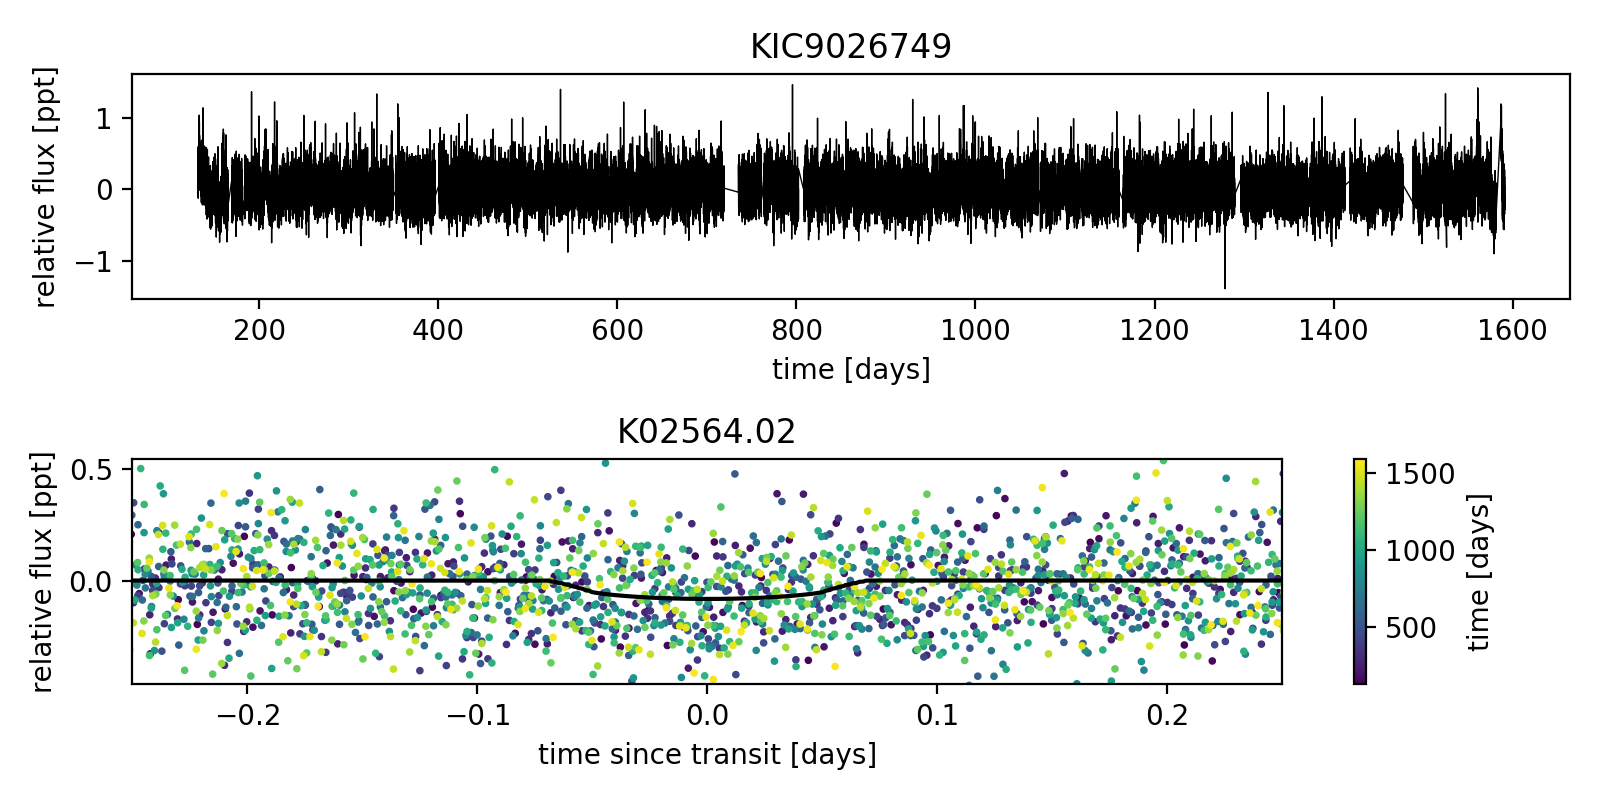 KIC9026749
relative flux [ppt]
1
0
−1
200 400 600 800 1000 1200 1400 1600
time [days]
K02564.02
relative flux [ppt]
0.5
0.0
−0.2 −0.1 0.0 0.1 0.2
time since transit [days]
1500
1000
500
time [days]